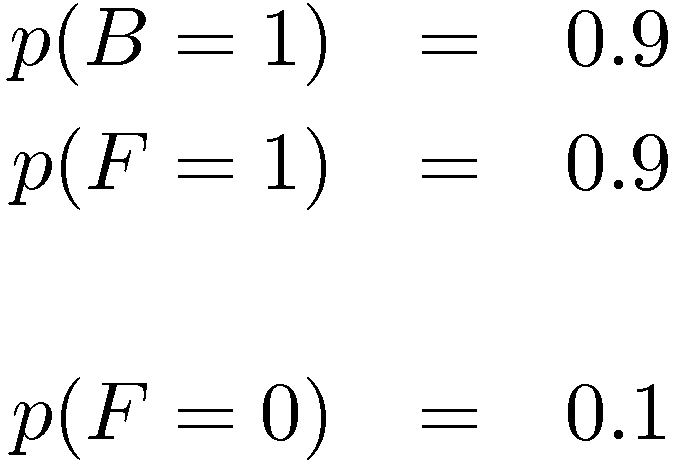 p(B = 1) = 0.9
p(F = 1) = 0.9
p(F = 0) = 0.1